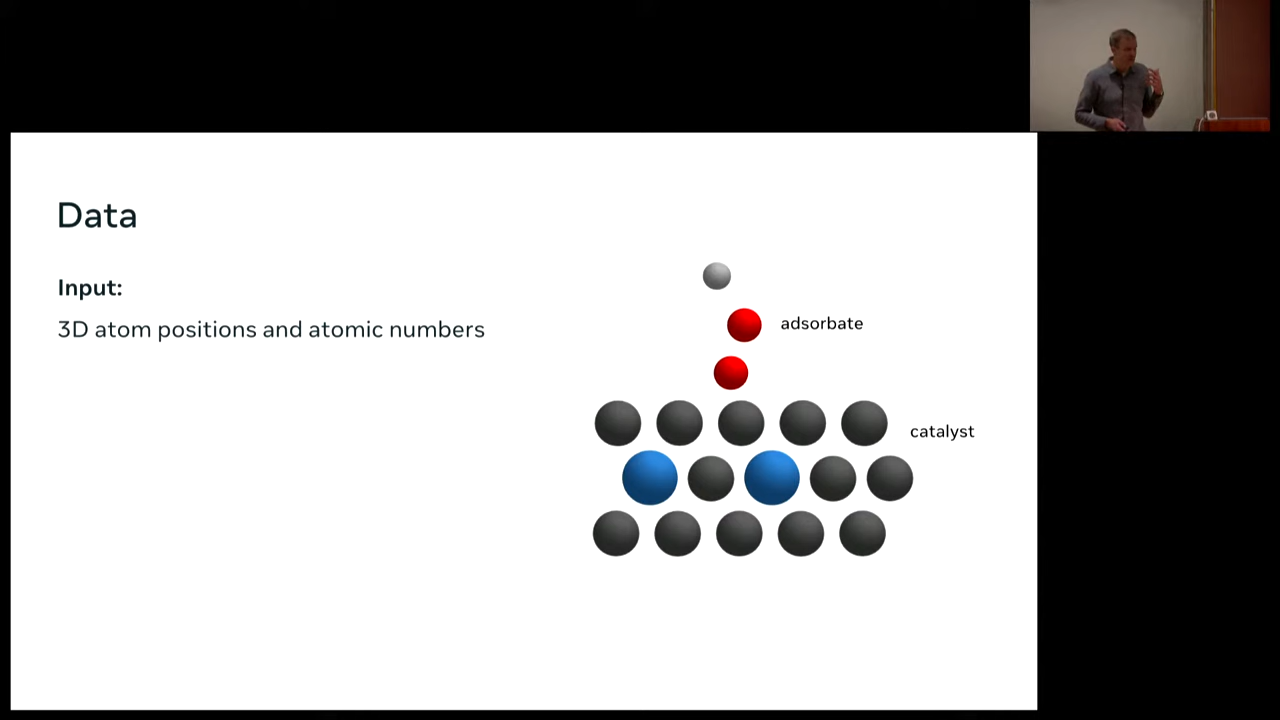 Data
Input:
3D atom positions and atomic numbers
adsorbate
catalyst